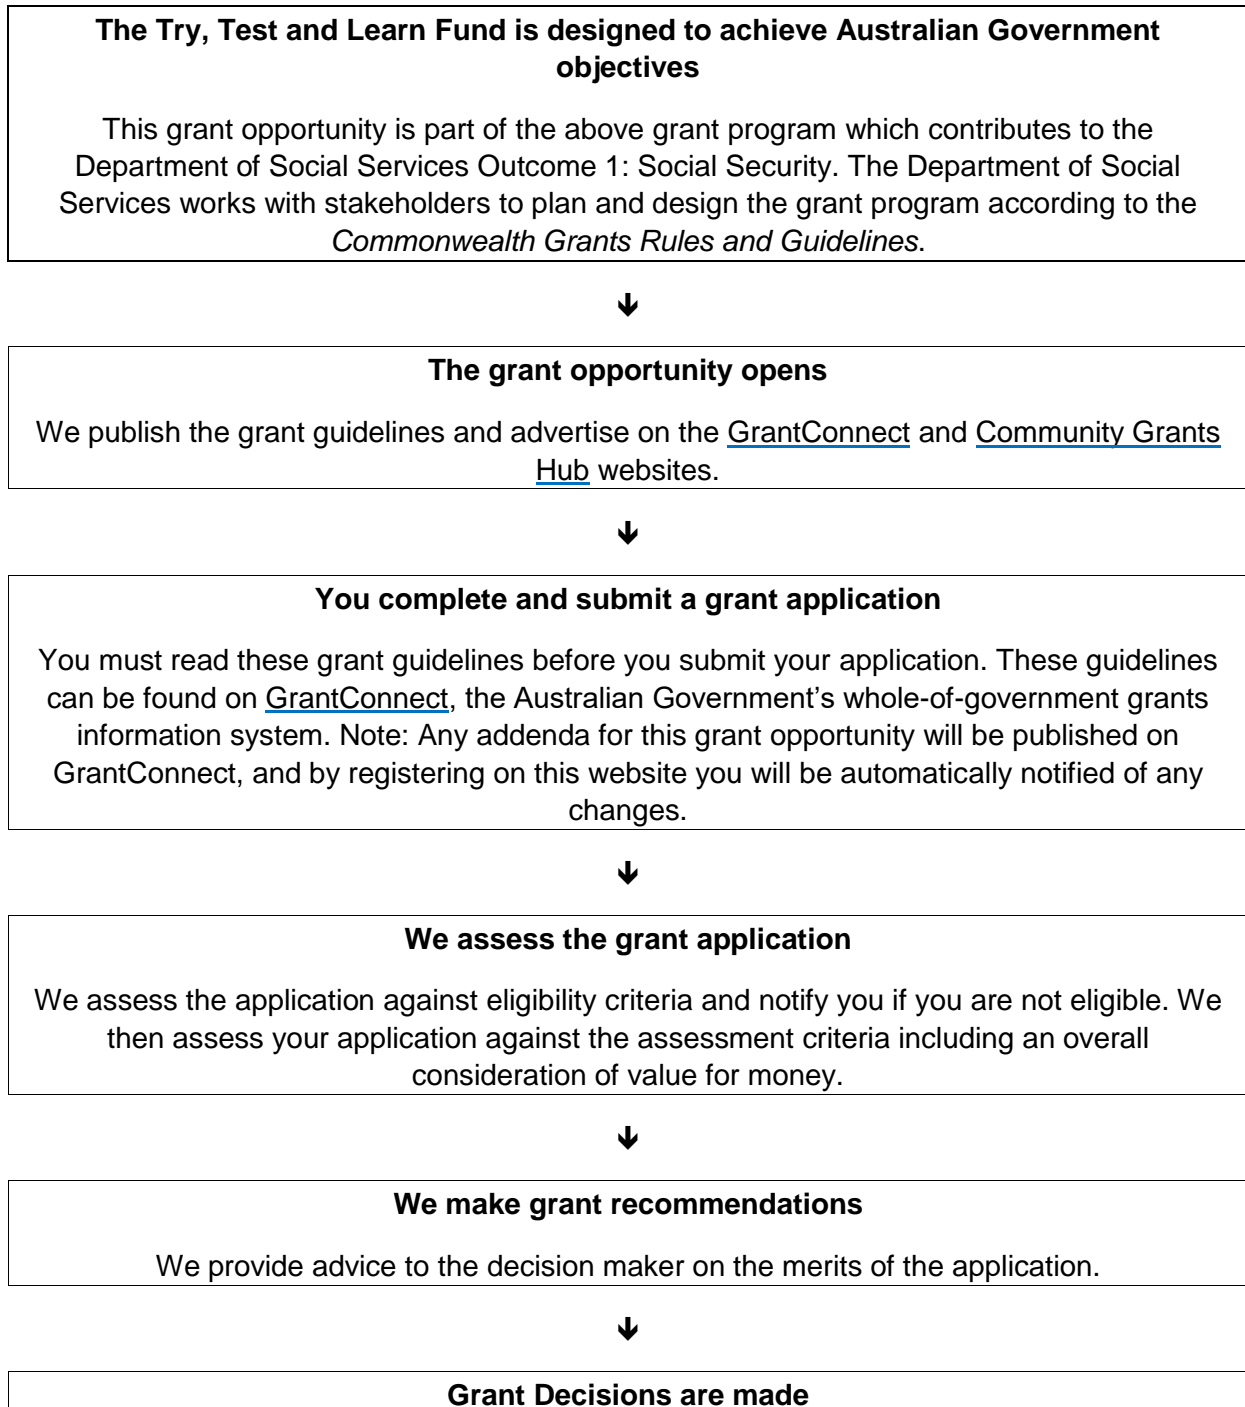 The Try, Test and Learn Fund is designed to achieve Australian Government
objectives
This grant opportunity is part of the above grant program which contributes to the
Department of Social Services Outcome 1: Social Security. The Department of Social
Services works with stakeholders to plan and design the grant program according to the
Commonwealth Grants Rules and Guidelines.
The grant opportunity opens
We publish the grant guidelines and advertise on the GrantConnect and Community Grants
Hub websites.
You complete and submit a grant application
You must read these grant guidelines before you submit your application. These guidelines
can be found on GrantConnect, the Australian Government’s whole-of-government grants
information system. Note: Any addenda for this grant opportunity will be published on
GrantConnect, and by registering on this website you will be automatically notified of any
changes.
We assess the grant application
We assess the application against eligibility criteria and notify you if you are not eligible. We
then assess your application against the assessment criteria including an overall
consideration of value for money.
We make grant recommendations
We provide advice to the decision maker on the merits of the application.
Grant Decisions are made